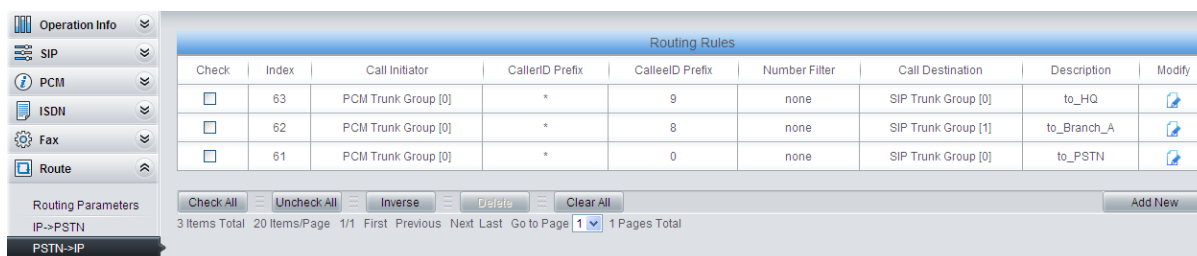 Operation Info
SIP
PCM
ISDN
Fax
Route
Routing Parameters
IP->PSTN
PSTN->IP
Routing Rules
Check Index Call Initiator CallerID Prefix CalleeID Prefix Number Filter Call Destination Description Modify
63 PCM Trunk Group [0] * 9 none SIP Trunk Group [0] to_HQ
62 PCM Trunk Group [0] * 8 none SIP Trunk Group [1] to_Branch_A
61 PCM Trunk Group [0] * 0 none SIP Trunk Group [0] to_PSTN
Check All Uncheck All Inverse Delete Clear All Add New
3 Items Total 20 Items/Page 1/1 First Previous Next Last Go to Page 1 1 Pages Total